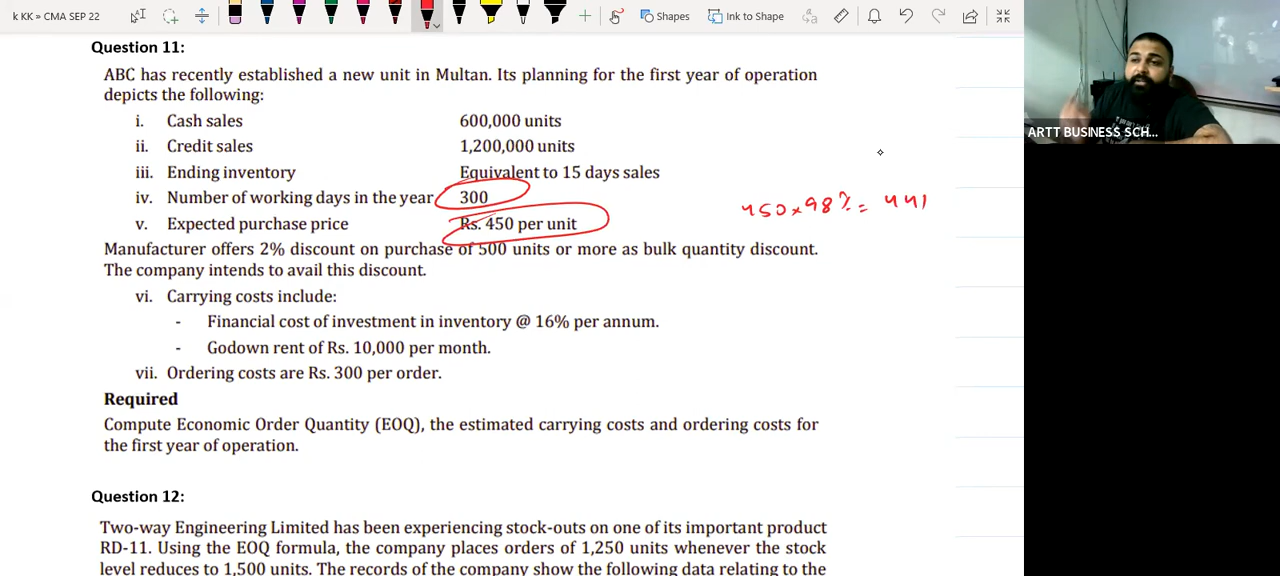 k KK » CMA SEP 22
Shapes
Ink to Shape
Question 11:
ABC has recently established a new unit in Multan. Its planning for the first year of operation
depicts the following:
i. Cash sales 600,000 units
ii. Credit sales 1,200,000 units
iii. Ending inventory Equivalent to 15 days sales
iv. Number of working days in the year 300
v. Expected purchase price Rs. 450 per unit
450 x 98% = 441
Manufacturer offers 2% discount on purchase of 500 units or more as bulk quantity discount.
The company intends to avail this discount.
vi. Carrying costs include:
- Financial cost of investment in inventory @ 16% per annum.
- Godown rent of Rs. 10,000 per month.
vii. Ordering costs are Rs. 300 per order.
Required
Compute Economic Order Quantity (EOQ), the estimated carrying costs and ordering costs for
the first year of operation.
Question 12:
Two-way Engineering Limited has been experiencing stock-outs on one of its important product
RD-11. Using the EOQ formula, the company places orders of 1,250 units whenever the stock
level reduces to 1,500 units. The records of the company show the following data relating to the
ARTT BUSINESS SCH...